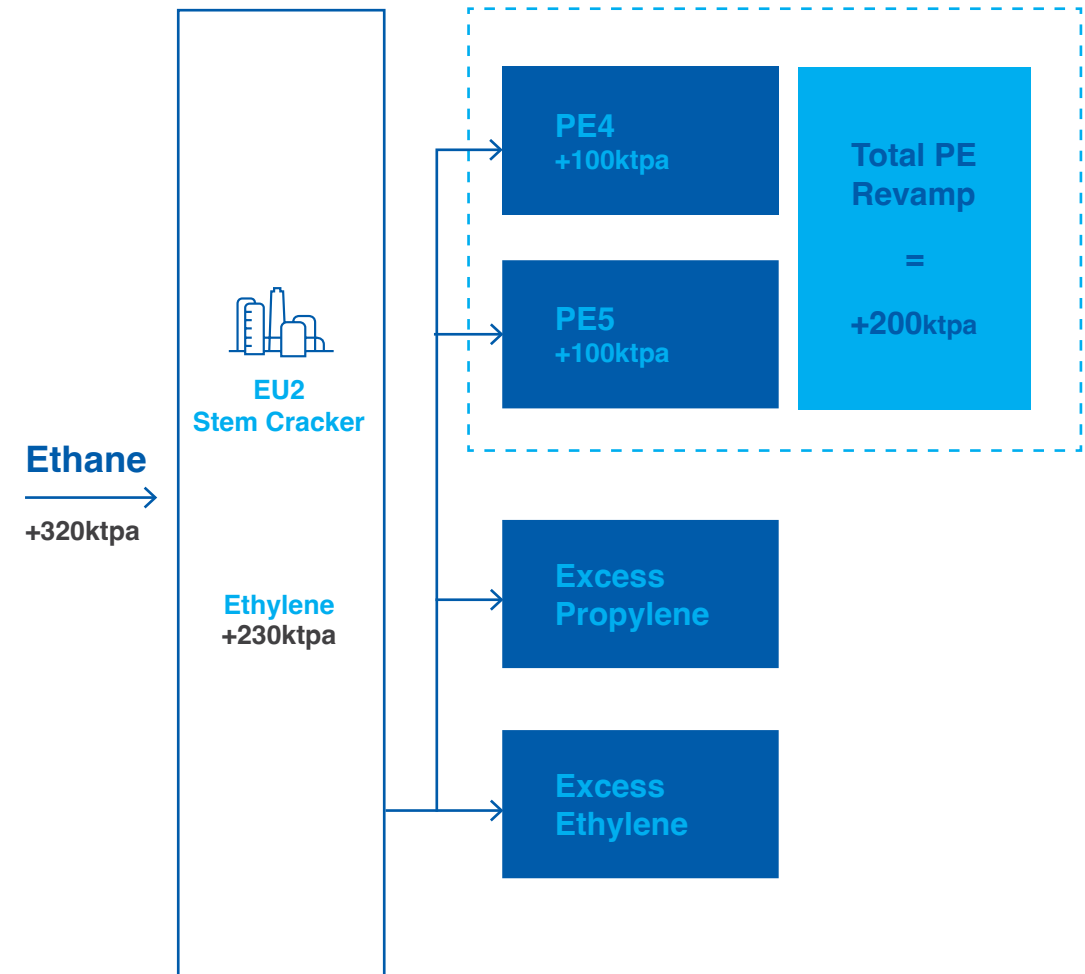 Ethane
+320ktpa
EU2
Stem Cracker
Ethylene
+230ktpa
PE4
+100ktpa
PE5
+100ktpa
Total PE
Revamp
=
+200ktpa
Excess
Propylene
Excess
Ethylene